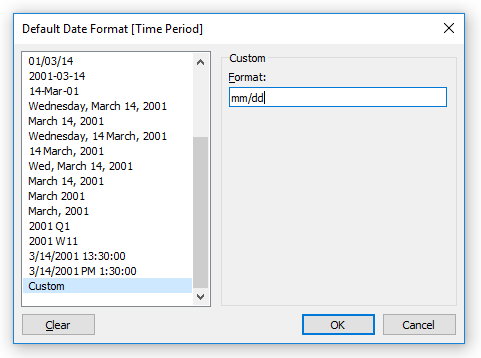 Default Date Format [Time Period]
01/03/14
2001-03-14
14-Mar-01
Wednesday, March 14, 2001
March 14, 2001
Wednesday, 14 March, 2001
14 March, 2001
Wed, March 14, 2001
March 14, 2001
March 2001
March, 2001
2001 Q1
2001 W11
3/14/2001 13:30:00
3/14/2001 PM 1:30:00
Custom
Custom
Format:
mm/dd
Clear
OK
Cancel